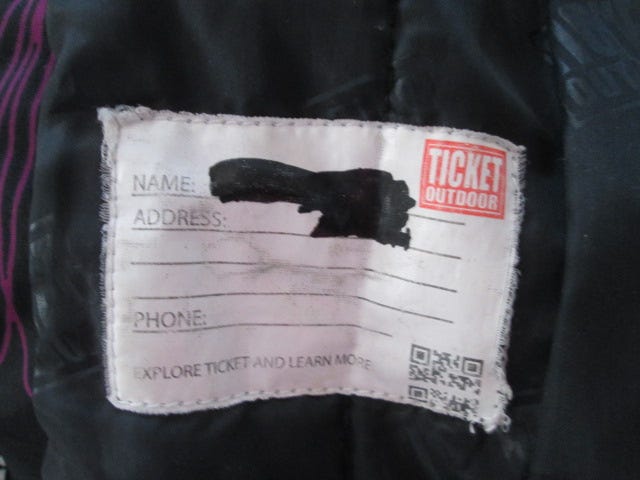 TICKET
OUTDOOR
NAME:
ADDRESS:
PHONE:
EXPLORE TICKET AND LEARN MORE